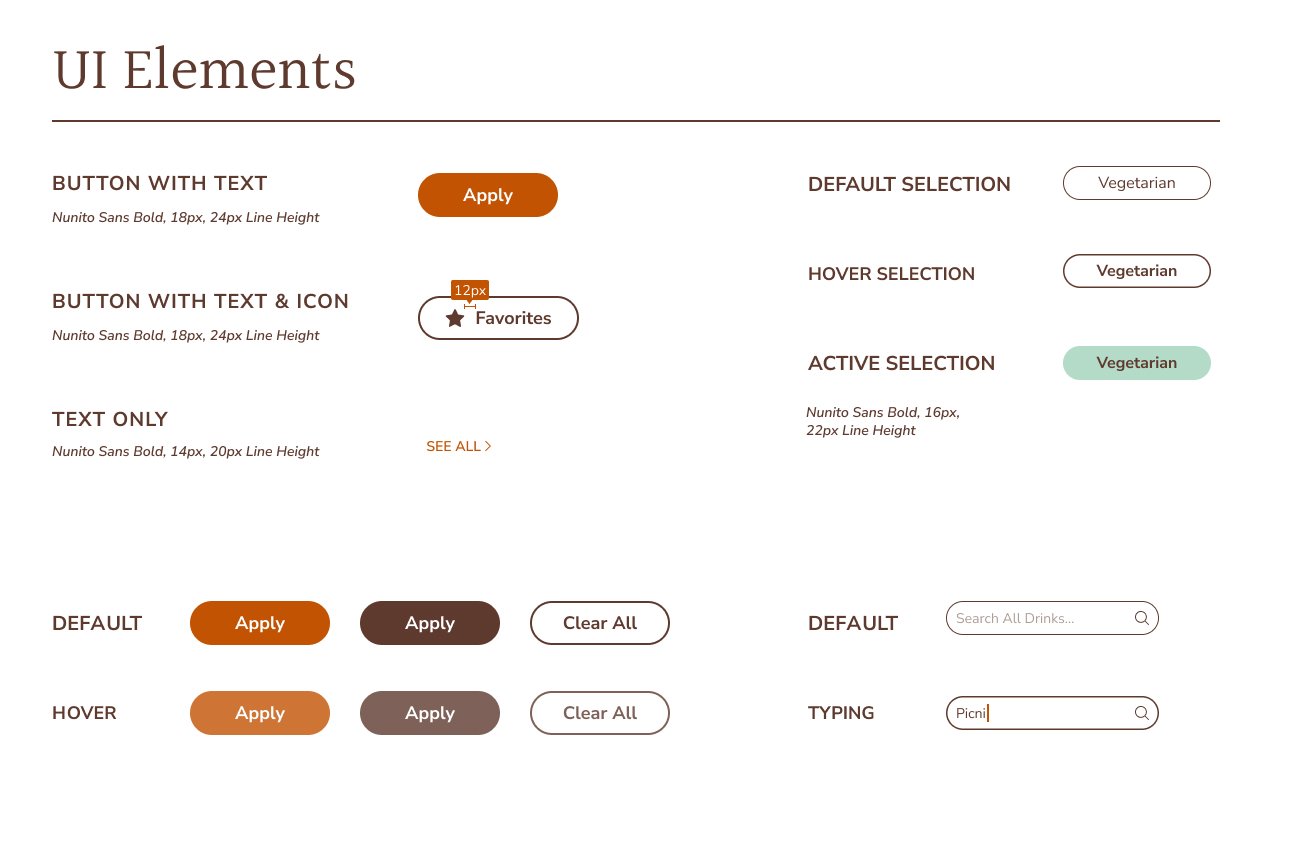 UI Elements
BUTTON WITH TEXT
Nunito Sans Bold, 18px, 24px Line Height
Apply
BUTTON WITH TEXT & ICON
Nunito Sans Bold, 18px, 24px Line Height
12px
Favorites
TEXT ONLY
Nunito Sans Bold, 14px, 20px Line Height
SEE ALL
DEFAULT SELECTION
Vegetarian
HOVER SELECTION
Vegetarian
ACTIVE SELECTION
Vegetarian
Nunito Sans Bold, 16px,
22px Line Height
DEFAULT
Apply
Apply
Clear All
HOVER
Apply
Apply
Clear All
DEFAULT
Search All Drinks...
TYPING
Picni